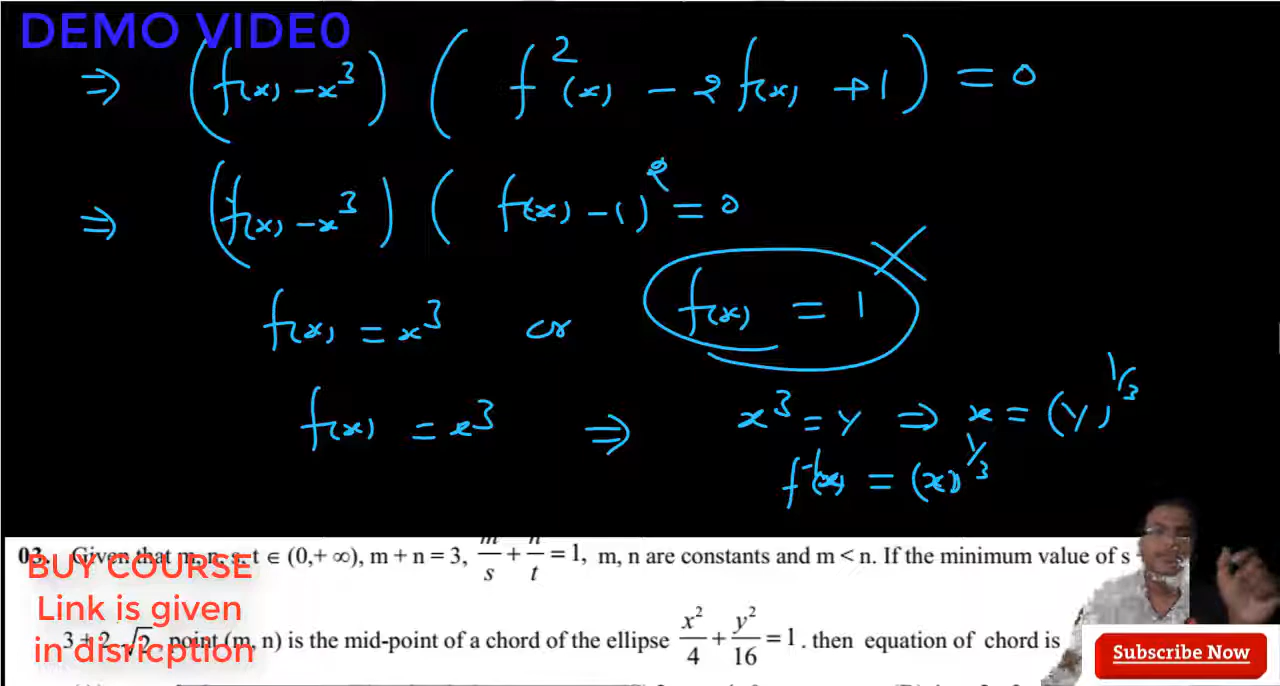 DEMO VIDEO
⇒ (f(x) - x³) ( f²(x) - 2 f(x) + 1 ) = 0
⇒ (f(x) - x³) ( f(x) - 1)² = 0
f(x) = x³ or f(x) = 1
f(x) = x³ ⇒ x³ = y ⇒ x = (y)^1/3
f⁻¹(x) = (x)^1/3
03. Given that m, n, s, t ∈ (0,+ ∞), m + n = 3, m/s + n/t = 1, m, n are constants and m < n. If the minimum value of s
3 + 2√2 point (m, n) is the mid-point of a chord of the ellipse x²/4 + y²/16 = 1 . then equation of chord is
BUY COURSE
Link is given
in disricption
Subscribe Now